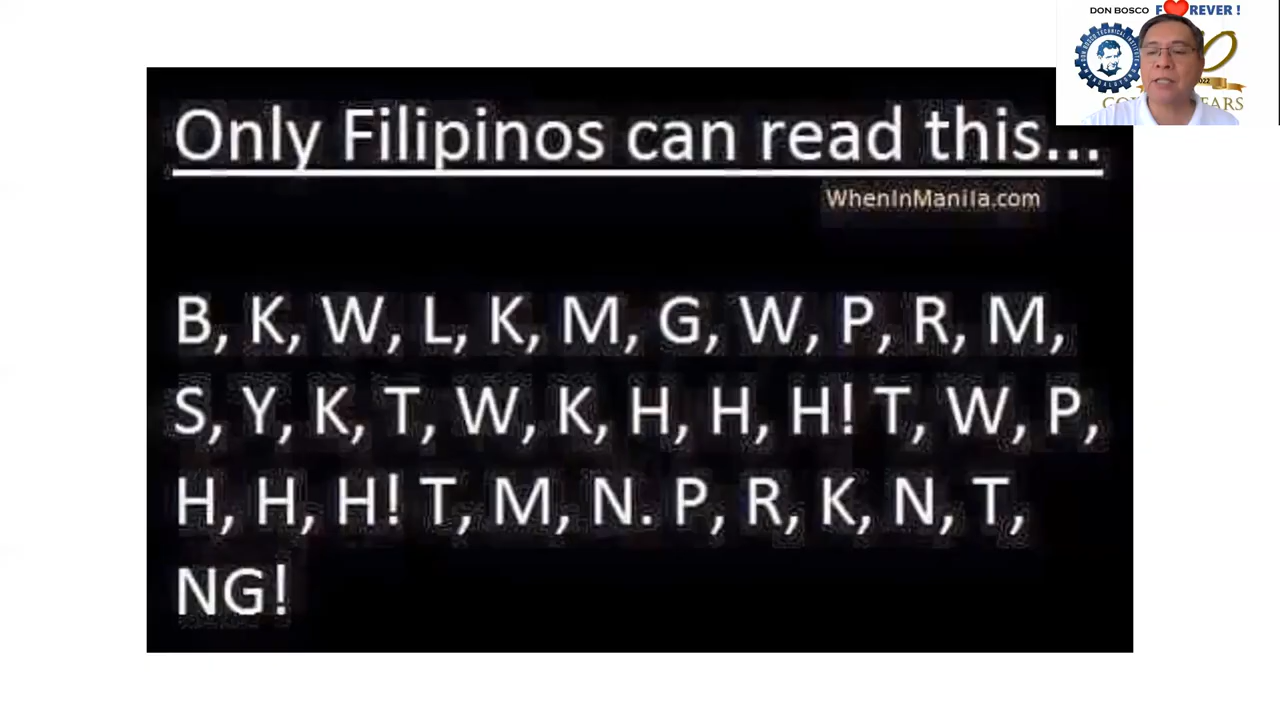 DON BOSCO F REVER !
Only Filipinos can read this...
WhenInManila.com
B, K, W, L, K, M, G, W, P, R, M,
S, Y, K, T, W, K, H, H, H! T, W, P,
H, H, H! T, M, N. P, R, K, N, T,
NG!